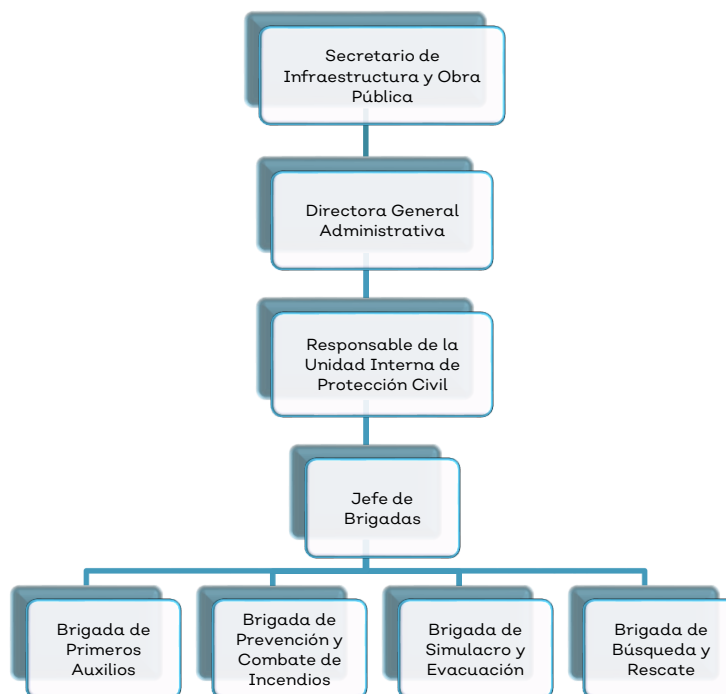 Secretario de
Infraestructura y Obra
Pública
Directora General
Administrativa
Responsable de la
Unidad Interna de
Protección Civil
Jefe de
Brigadas
Brigada de
Primeros
Auxilios
Brigada de
Prevención y
Combate de
Incendios
Brigada de
Simulacro y
Evacuación
Brigada de
Búsqueda y
Rescate